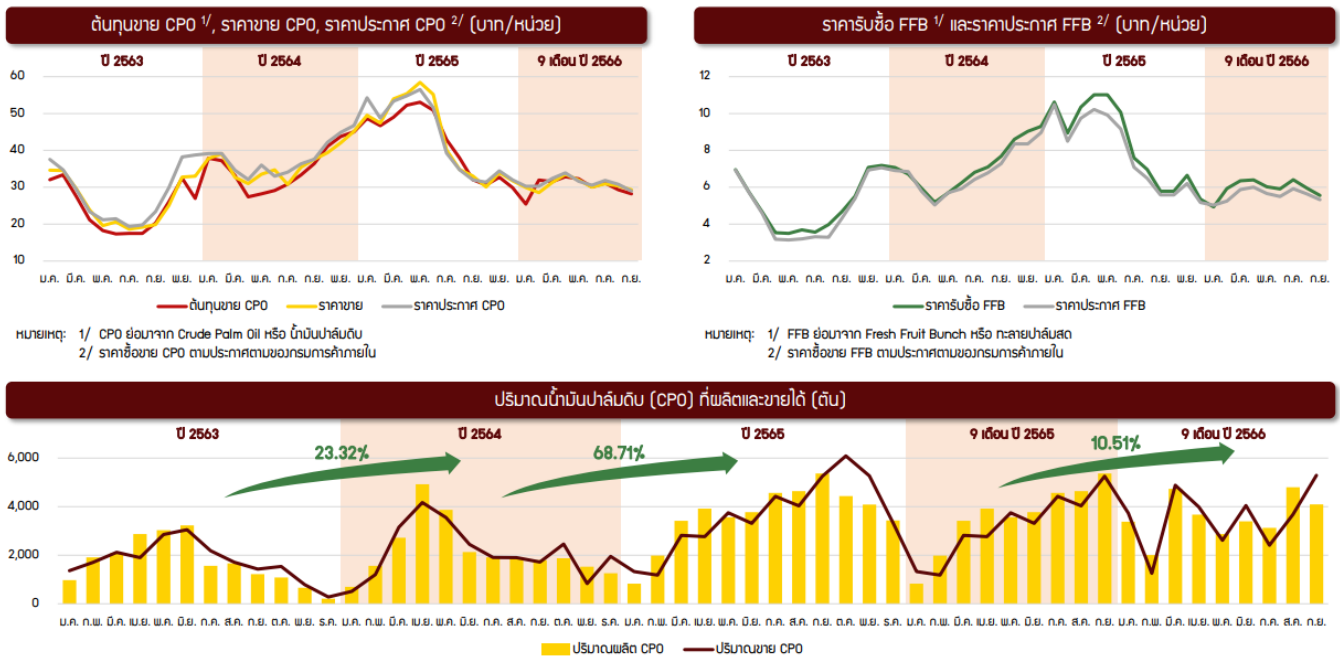 ต้นทุนขาย CPO 1/, ราคาขาย CPO, ราคาประกาศ CPO 2/ (บาท/หน่วย)
ปี 2563 ปี 2564 ปี 2565 9 เดือน ปี 2566
60
50
40
30
20
10
ม.ค. มี.ค. พ.ค. ก.ค. ก.ย. พ.ย. ม.ค. มี.ค. พ.ค. ก.ค. ก.ย. พ.ย. ม.ค. มี.ค. พ.ค. ก.ค. ก.ย. พ.ย. ม.ค. มี.ค. พ.ค. ก.ค. ก.ย.
ต้นทุนขาย CPO ราคาขาย ราคาประกาศ CPO
หมายเหตุ: 1/ CPO ย่อมาจาก Crude Palm Oil หรือ น้ำมันปาล์มดิบ
2/ ราคาซื้อขาย CPO ตามประกาศตามของกรมการค้าภายใน
ราคารับซื้อ FFB 1/ และราคาประกาศ FFB 2/ (บาท/หน่วย)
ปี 2563 ปี 2564 ปี 2565 9 เดือน ปี 2566
12
10
8
6
4
2
ม.ค. มี.ค. พ.ค. ก.ค. ก.ย. พ.ย. ม.ค. มี.ค. พ.ค. ก.ค. ก.ย. พ.ย. ม.ค. มี.ค. พ.ค. ก.ค. ก.ย. พ.ย. ม.ค. มี.ค. พ.ค. ก.ค. ก.ย.
ราคารับซื้อ FFB ราคาประกาศ FFB
หมายเหตุ: 1/ FFB ย่อมาจาก Fresh Fruit Bunch หรือ ทะลายปาล์มสด
2/ ราคาซื้อขาย FFB ตามประกาศตามของกรมการค้าภายใน
ปริมาณน้ำมันปาล์มดิบ (CPO) ที่ผลิตและขายได้ (ตัน)
ปี 2563 ปี 2564 ปี 2565 9 เดือน ปี 2565 9 เดือน ปี 2566
23.32% 68.71% 10.51%
6,000
4,000
2,000
0
ม.ค. ก.พ. มี.ค. เม.ย. พ.ค. มิ.ย. ก.ค. ส.ค. ก.ย. ต.ค. พ.ย. ธ.ค. ม.ค. ก.พ. มี.ค. เม.ย. พ.ค. มิ.ย. ก.ค. ส.ค. ก.ย. ต.ค. พ.ย. ธ.ค. ม.ค. ก.พ. มี.ค. เม.ย. พ.ค. มิ.ย. ก.ค. ส.ค. ก.ย. ต.ค. พ.ย. ธ.ค. ม.ค. ก.พ. มี.ค. เม.ย. พ.ค. มิ.ย. ก.ค. ส.ค. ก.ย. ม.ค. ก.พ. มี.ค. เม.ย. พ.ค. มิ.ย. ก.ค. ส.ค. ก.ย.
ปริมาณผลิต CPO ปริมาณขาย CPO